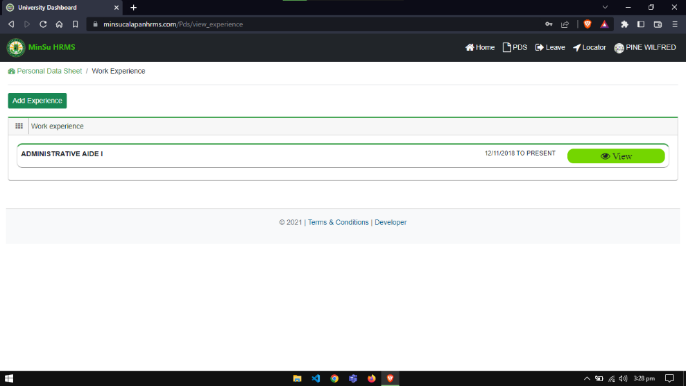 University Dashboard
minsucalapanhrms.com/Pds/view_experience
MinSu HRMS
Home
PDS
Leave
Locator
PINE WILFRED
Personal Data Sheet / Work Experience
Add Experience
Work experience
ADMINISTRATIVE AIDE I
12/11/2018 TO PRESENT
View
© 2021 | Terms & Conditions | Developer
3:28 pm